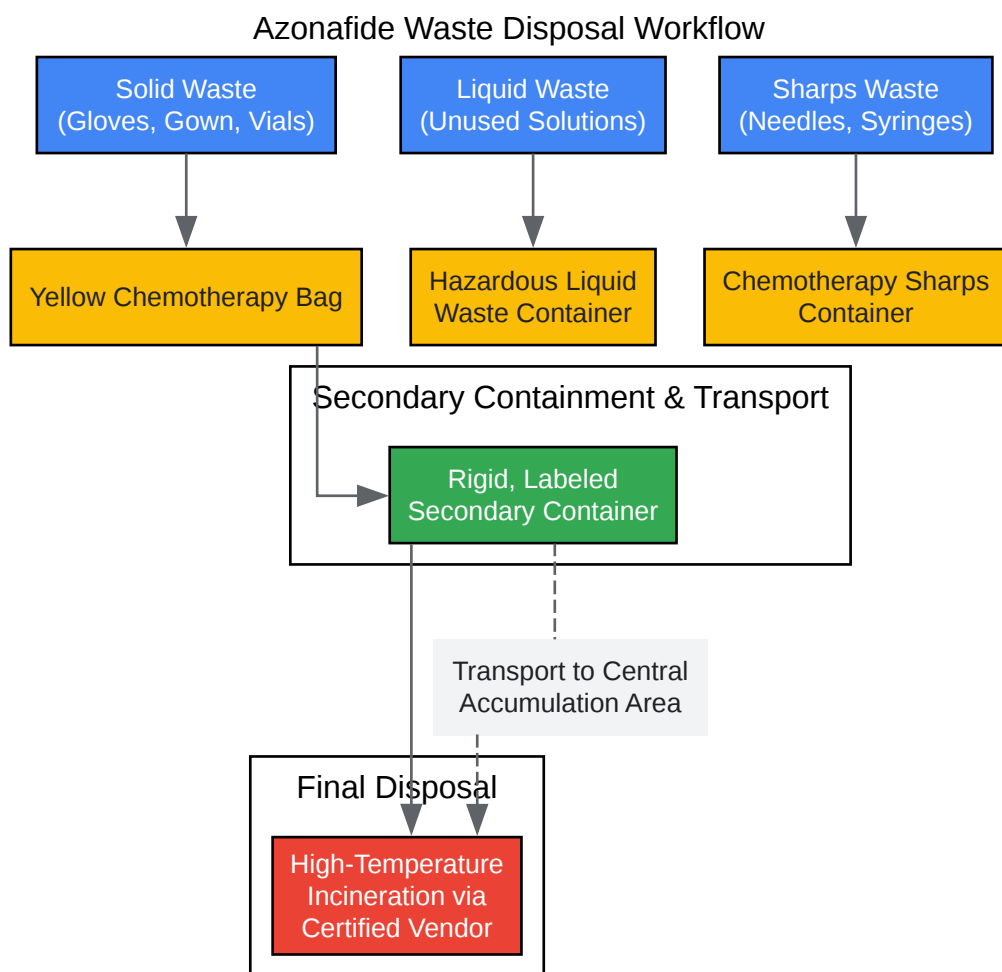 Azonafide Waste Disposal Workflow
Solid Waste
(Gloves, Gown, Vials)
Liquid Waste
(Unused Solutions)
Sharps Waste
(Needles, Syringes)
Yellow Chemotherapy Bag
Hazardous Liquid
Waste Container
Chemotherapy Sharps
Container
Secondary Containment & Transport
Rigid, Labeled
Secondary Container
Transport to Central
Accumulation Area
Final Disposal
High-Temperature
Incineration via
Certified Vendor